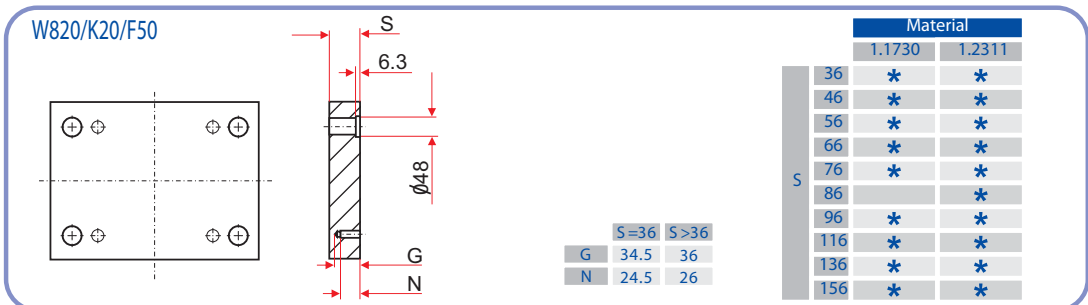 W820/K20/F50
S
6.3
ϕ48
G
N
S=36 S>36
G 34.5 36
N 24.5 26
Material
1.1730 1.2311
S
36 * *
46 * *
56 * *
66 * *
76 * *
86 *
96 * *
116 * *
136 * *
156 * *